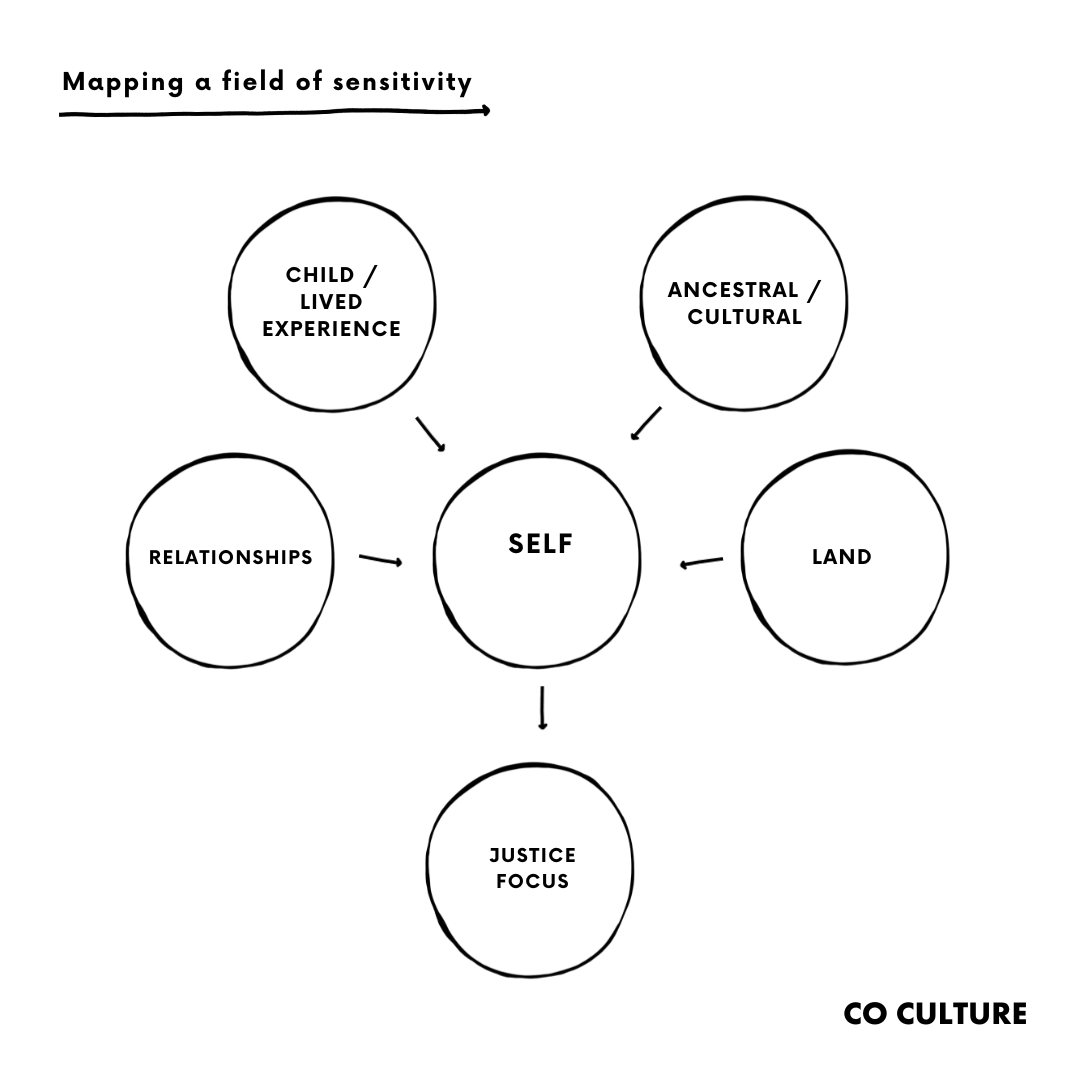 Mapping a field of sensitivity
CHILD /
LIVED
EXPERIENCE
ANCESTRAL /
CULTURAL
RELATIONSHIPS
SELF
LAND
JUSTICE
FOCUS
CO CULTURE